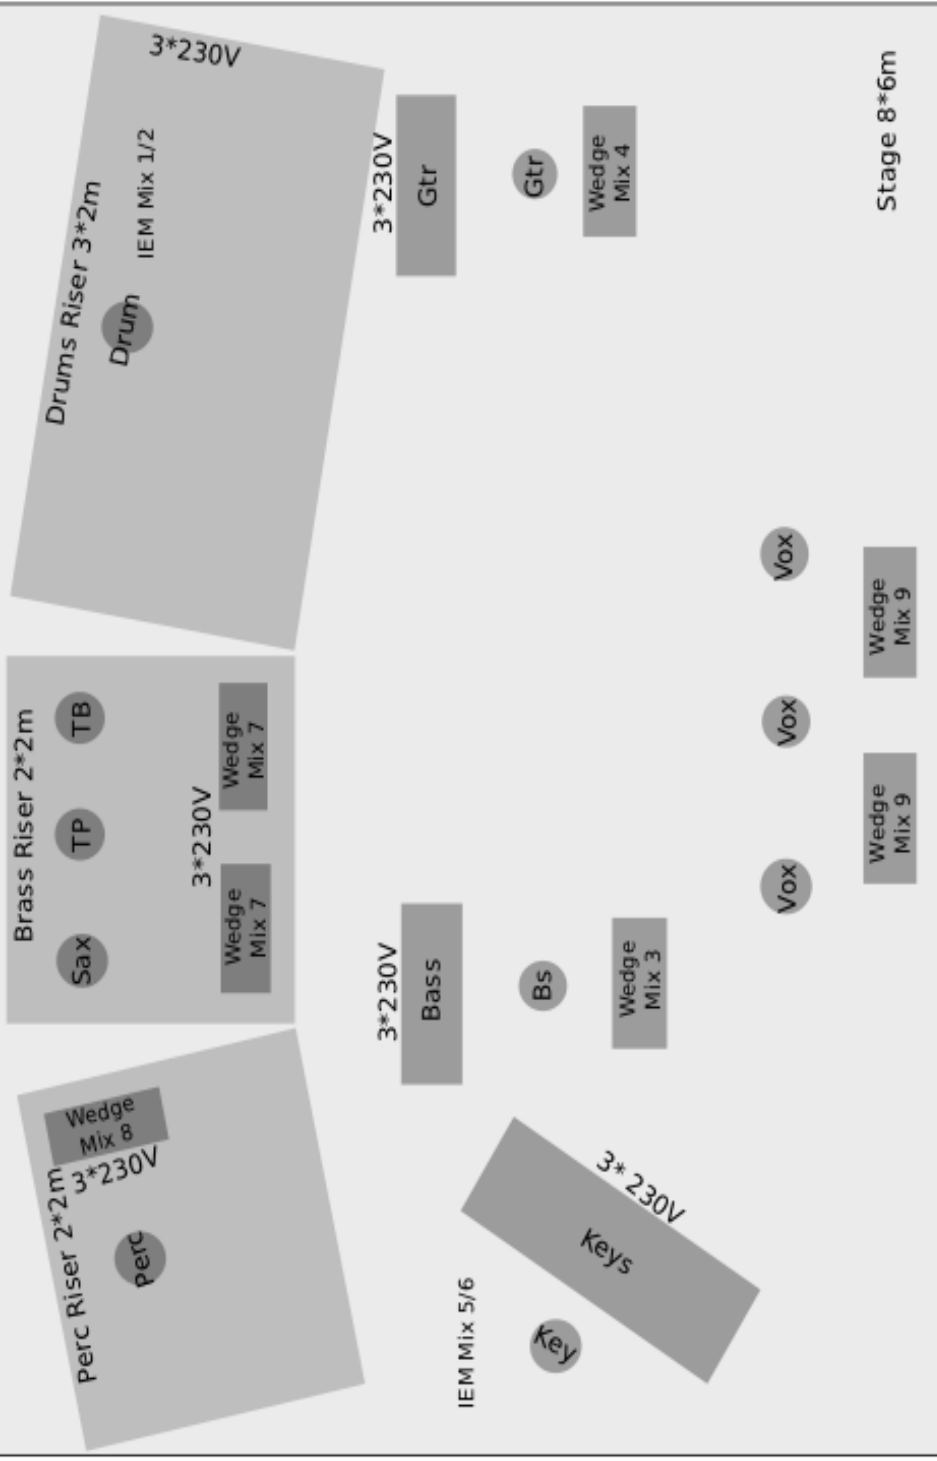 Perc Riser 2*2m
Wedge
Mix 8
3*230V
Perc
Brass Riser 2*2m
Sax
TP
TB
3*230V
Wedge
Mix 7
Wedge
Mix 7
Drums Riser 3*2m
Drum
IEM Mix 1/2
3*230V
3*230V
Bass
Bs
Wedge
Mix 3
3*230V
Gtr
Gtr
Wedge
Mix 4
IEM Mix 5/6
Key
Keys
3* 230V
Vox
Vox
Vox
Wedge
Mix 9
Wedge
Mix 9
Stage 8*6m